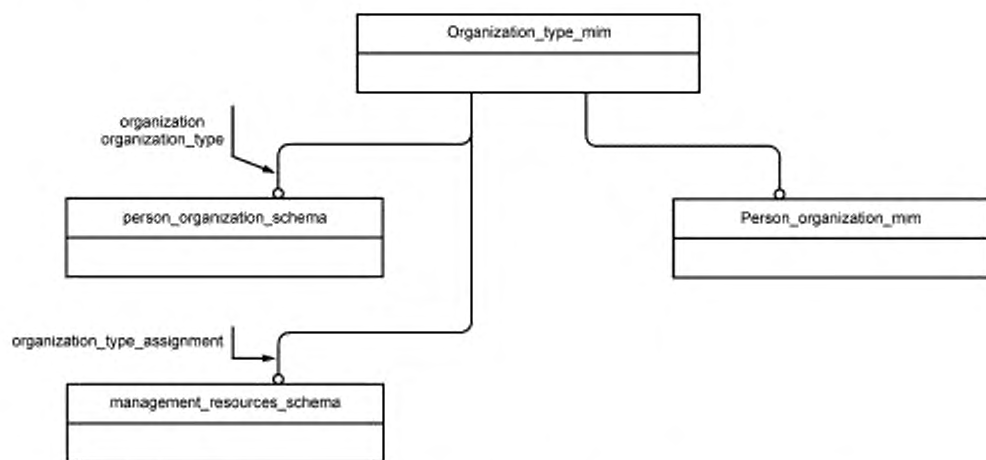 Organization_type_mim
organization
organization_type
person_organization_schema
Person_organization_mim
organization_type_assignment
management_resources_schema